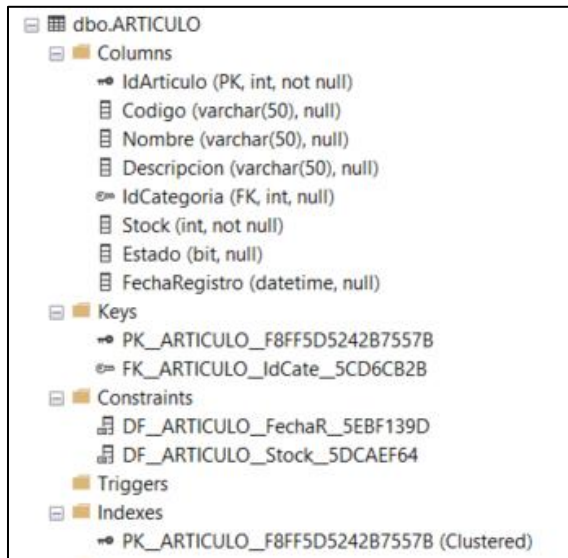 dbo.ARTICULO
Columns
IdArticulo (PK, int, not null)
Codigo (varchar(50), null)
Nombre (varchar(50), null)
Descripcion (varchar(50), null)
IdCategoria (FK, int, null)
Stock (int, not null)
Estado (bit, null)
FechaRegistro (datetime, null)
Keys
PK__ARTICULO__F8FF5D5242B7557B
FK__ARTICULO__IdCate__5CD6CB2B
Constraints
DF__ARTICULO__FechaR__5EBF139D
DF__ARTICULO__Stock__5DCAEF64
Triggers
Indexes
PK__ARTICULO__F8FF5D5242B7557B (Clustered)